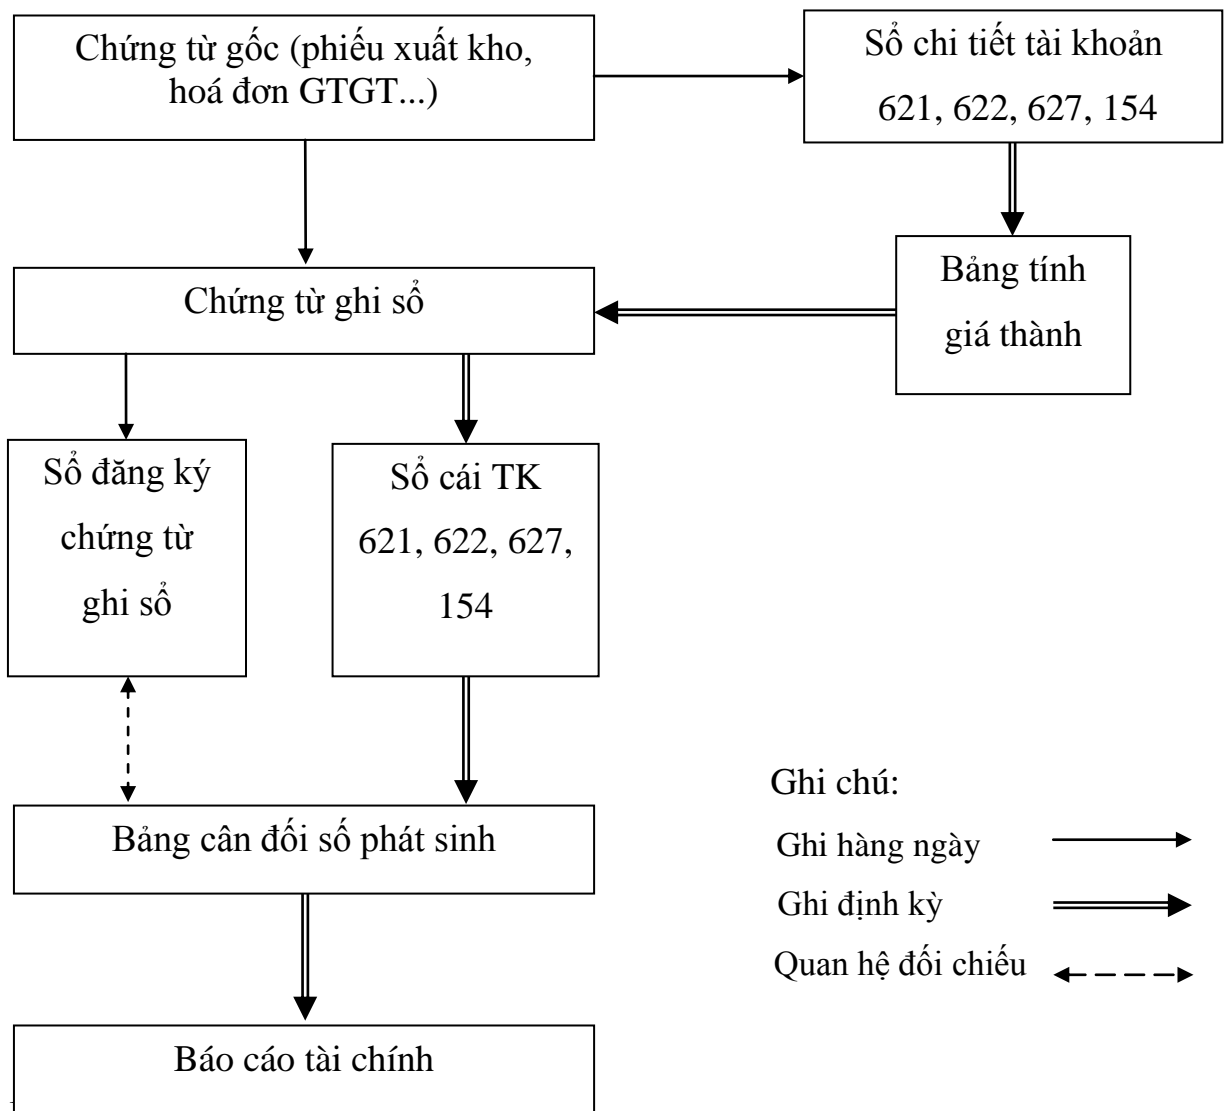 Chứng từ gốc (phiếu xuất kho,
hoá đơn GTGT...)
Sổ chi tiết tài khoản
621, 622, 627, 154
Bảng tính
giá thành
Chứng từ ghi sổ
Sổ đăng ký
chứng từ
ghi sổ
Sổ cái TK
621, 622, 627,
154
Bảng cân đối số phát sinh
Báo cáo tài chính
Ghi chú:
Ghi hàng ngày
Ghi định kỳ
Quan hệ đối chiếu